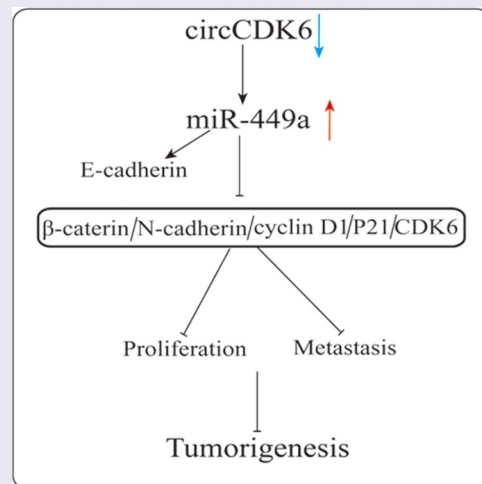 circCDK6
miR-449a
E-cadherin
β-caterin/N-cadherin/cyclin D1/P21/CDK6
Proliferation
Metastasis
Tumorigenesis